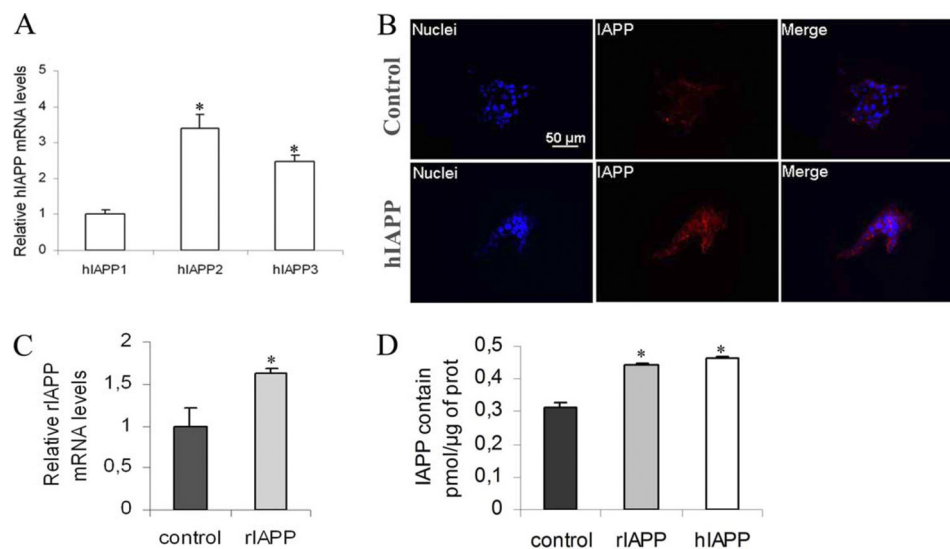 A
Relative hIAPP mRNA levels
5
4
3
2
1
0
*
*
hIAPP1 hIAPP2 hIAPP3
B
Control
hIAPP
Nuclei IAPP Merge
50 µm
Nuclei IAPP Merge
C
Relative rIAPP
mRNA levels
2
1,5
1
0,5
0
*
control rIAPP
D
IAPP contain
pmol/µg of prot
0,5
0,4
0,3
0,2
0,1
0
*
*
control rIAPP hIAPP